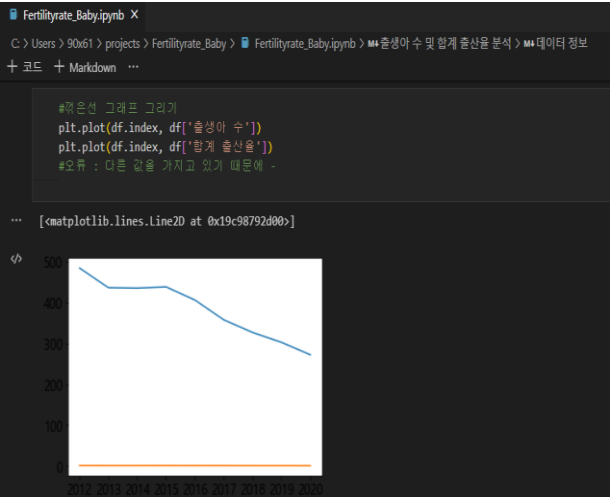 Fertilityrate_Baby.ipynb X
C: > Users > 90x61 > projects > Fertilityrate_Baby > Fertilityrate_Baby.ipynb > M↓출생아 수 및 합계 출산율 분석 > M↓데이터 정보
+ 코드 + Markdown ···
#꺾은선 그래프 그리기
plt.plot(df.index, df['출생아 수'])
plt.plot(df.index, df['합계 출산율'])
#오류 : 다른 값을 가지고 있기 때문에 -
··· [<matplotlib.lines.Line2D at 0x19c98792d00>]
500
400
300
200
100
0
2012 2013 2014 2015 2016 2017 2018 2019 2020